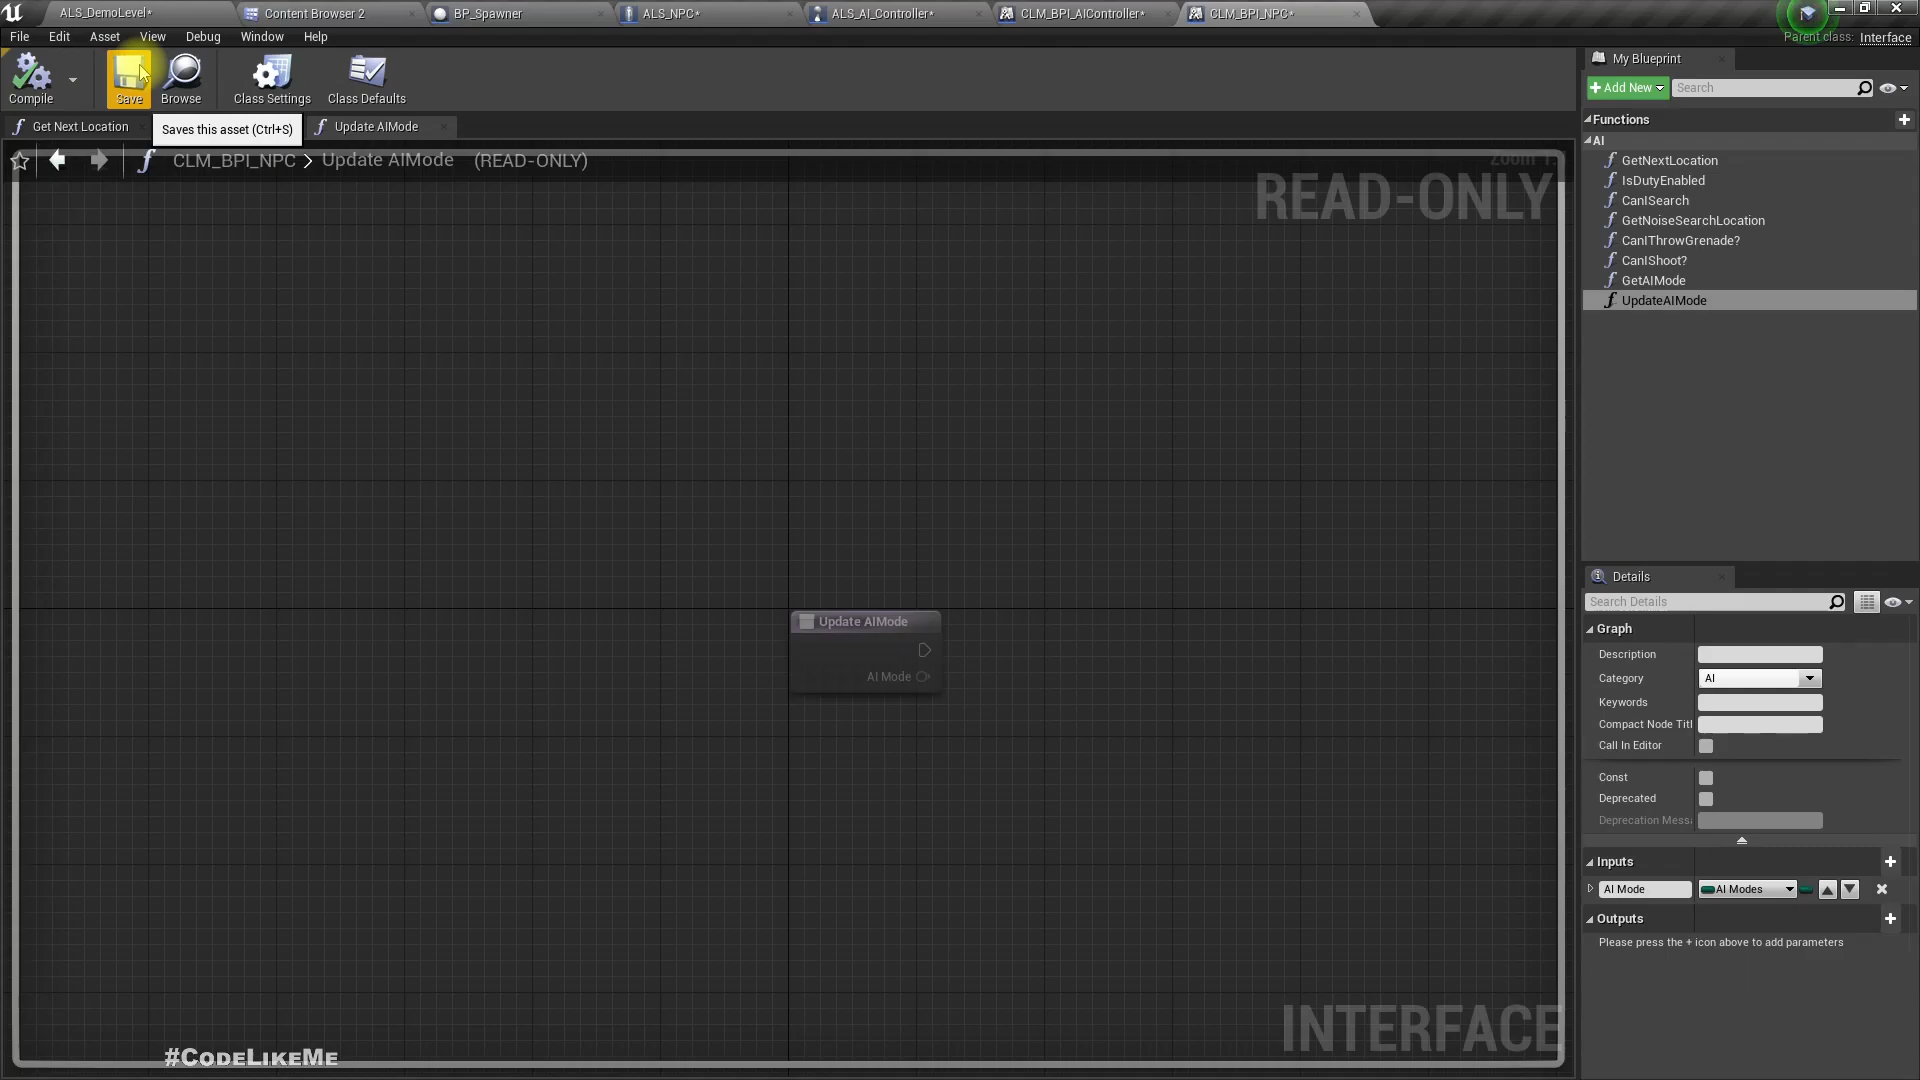 ALS_DemoLevel*
Content Browser 2
BP_Spawner
ALS_NPC*
ALS_AI_Controller*
CLM_BPI_AIController*
CLM_BPI_NPC*
File
Edit
Asset
View
Debug
Window
Help
Parent class: Interface
Compile
Save
Browse
Class Settings
Class Defaults
Get Next Location
Saves this asset (Ctrl+S)
Update AIMode
CLM_BPI_NPC > Update AIMode (READ-ONLY)
READ-ONLY
Update AIMode
AI Mode
INTERFACE
#CodeLikeMe
My Blueprint
Add New
Search
Functions
AI
GetNextLocation
IsDutyEnabled
CanISearch
GetNoiseSearchLocation
CanIThrowGrenade?
CanIShoot?
GetAIMode
UpdateAIMode
Details
Search Details
Graph
Description
Category AI
Keywords
Compact Node Titl
Call In Editor
Const
Deprecated
Deprecation Messa
Inputs
AI Mode AI Modes
Outputs
Please press the + icon above to add parameters